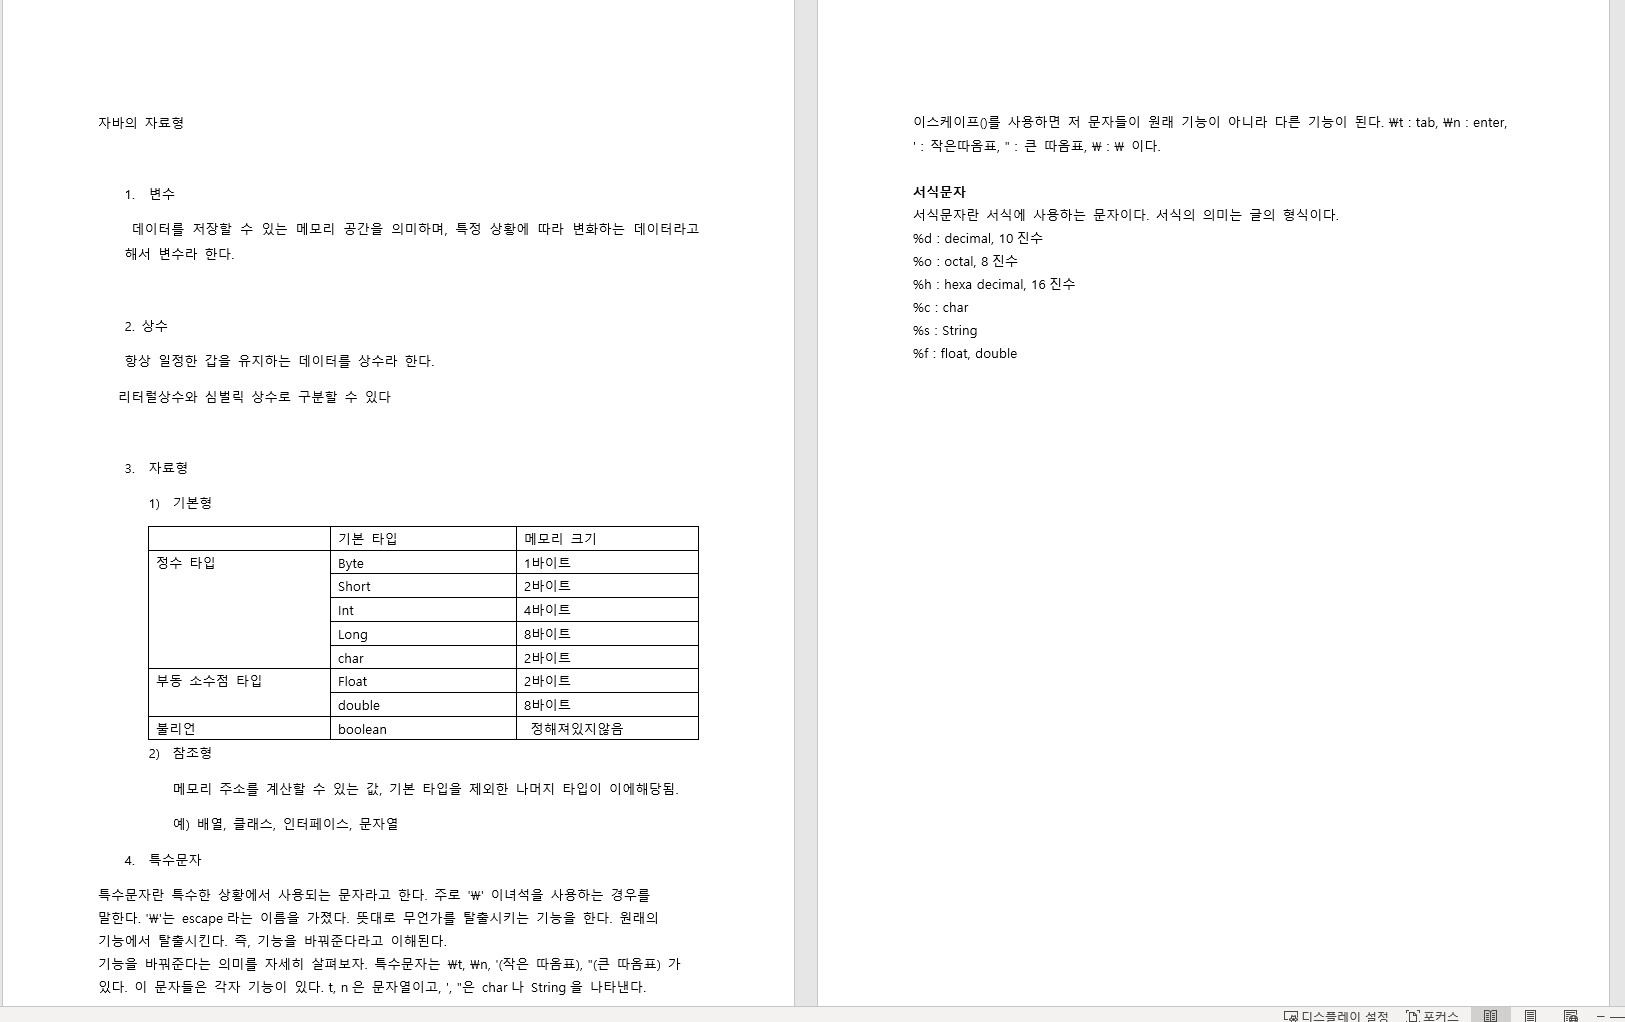 자바의 자료형
1. 변수
데이터를 저장할 수 있는 메모리 공간을 의미하며, 특정 상황에 따라 변화하는 데이터라고
해서 변수라 한다.
2. 상수
항상 일정한 갑을 유지하는 데이터를 상수라 한다.
리터럴상수와 심벌릭 상수로 구분할 수 있다
3. 자료형
1) 기본형
기본 타입 메모리 크기
정수 타입 Byte 1바이트
Short 2바이트
Int 4바이트
Long 8바이트
char 2바이트
부동 소수점 타입 Float 2바이트
double 8바이트
불리언 boolean 정해져있지않음
2) 참조형
메모리 주소를 계산할 수 있는 값, 기본 타입을 제외한 나머지 타입이 이에해당됨.
예) 배열, 클래스, 인터페이스, 문자열
4. 특수문자
특수문자란 특수한 상황에서 사용되는 문자라고 한다. 주로 '₩' 이녀석을 사용하는 경우를
말한다. '₩'는 escape 라는 이름을 가졌다. 뜻대로 무언가를 탈출시키는 기능을 한다. 원래의
기능에서 탈출시킨다. 즉, 기능을 바꿔준다라고 이해된다.
기능을 바꿔준다는 의미를 자세히 살펴보자. 특수문자는 ₩t, ₩n, '(작은 따옴표), "(큰 따옴표) 가
있다. 이 문자들은 각자 기능이 있다. t, n 은 문자열이고, ', "은 char 나 String 을 나타낸다.
이스케이프()를 사용하면 저 문자들이 원래 기능이 아니라 다른 기능이 된다. ₩t : tab, ₩n : enter,
' : 작은따옴표, " : 큰 따옴표, ₩ : ₩ 이다.
서식문자
서식문자란 서식에 사용하는 문자이다. 서식의 의미는 글의 형식이다.
%d : decimal, 10 진수
%o : octal, 8 진수
%h : hexa decimal, 16 진수
%c : char
%s : String
%f : float, double
디스플레이 설정 포커스